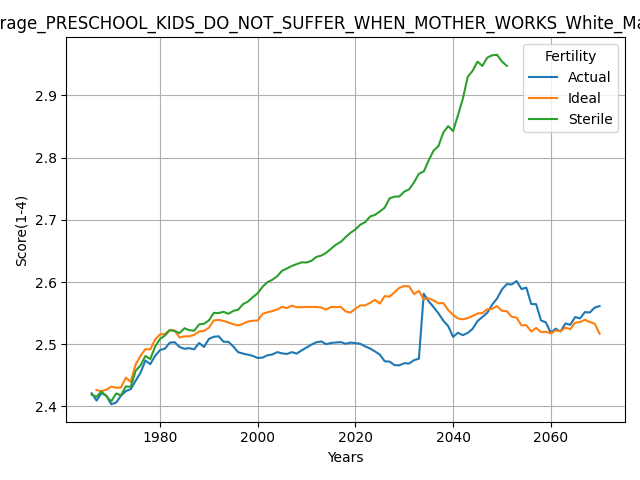 rage_PRESCHOOL_KIDS_DO_NOT_SUFFER_WHEN_MOTHER_WORKS_White_Ma
Fertility
Actual
Ideal
Sterile
Score(1-4)
2.9
2.8
2.7
2.6
2.5
2.4
1980 2000 2020 2040 2060
Years